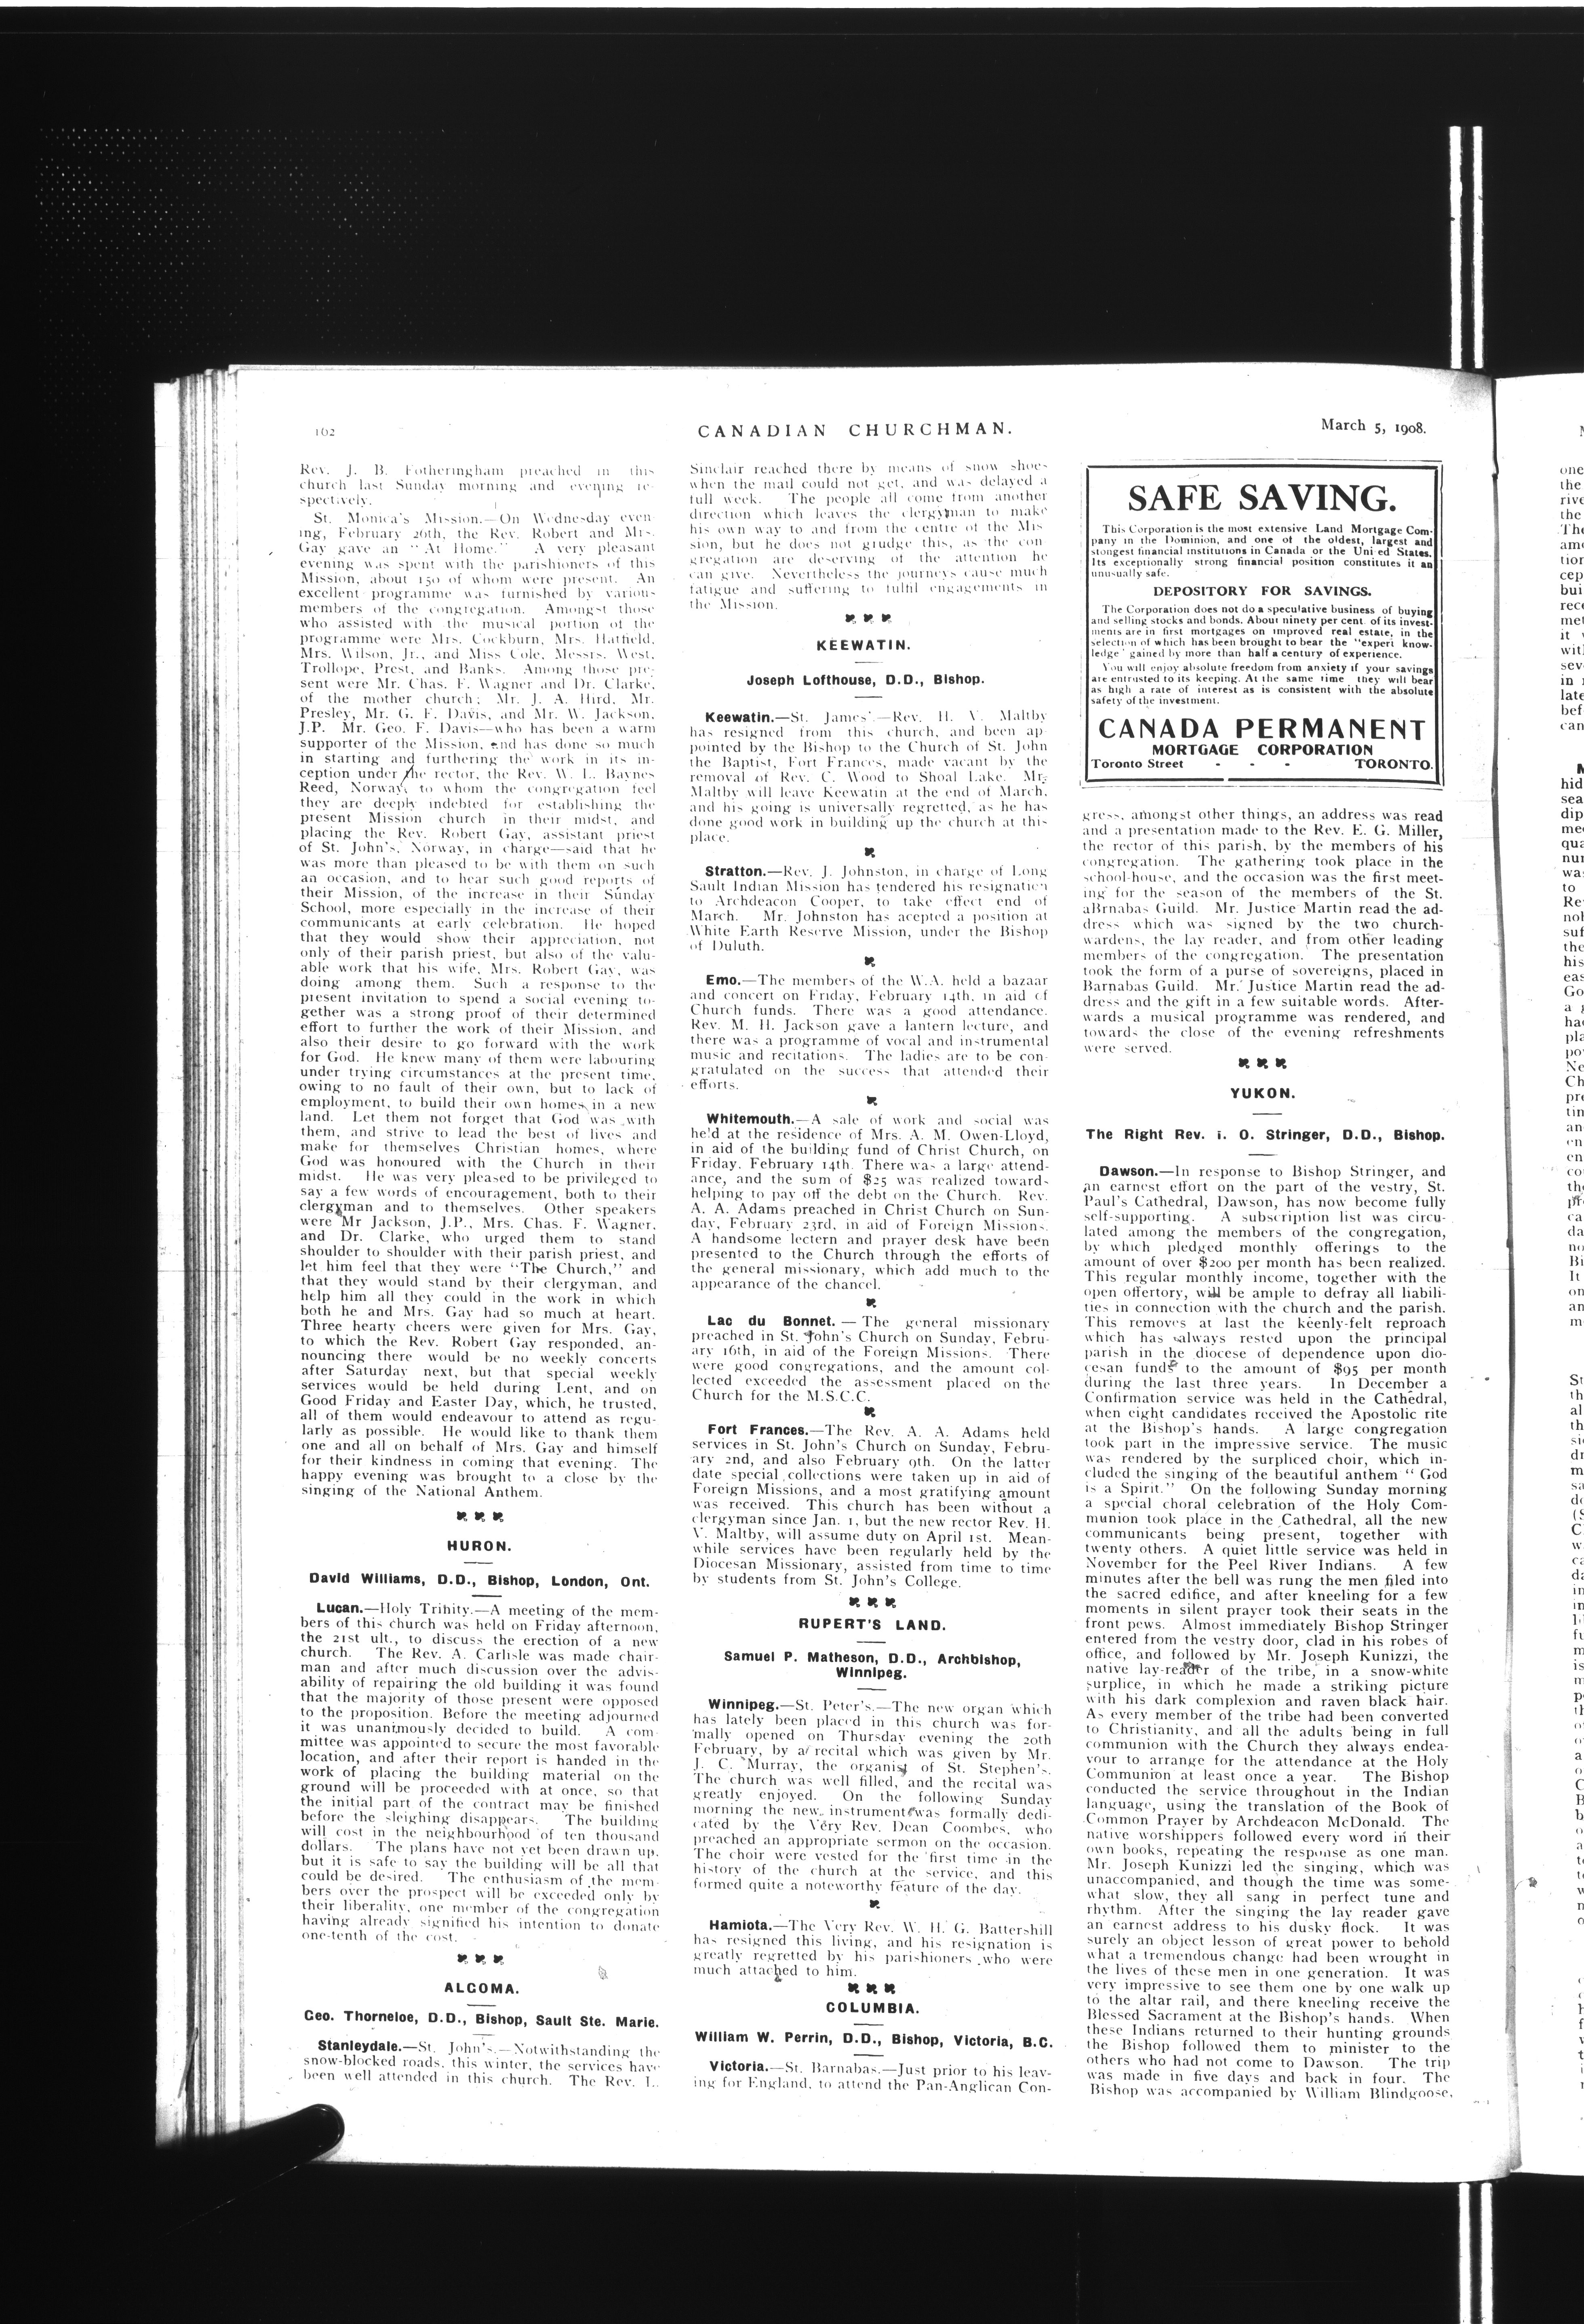 162
CANADIAN CHURCHMAN.
March 5, 1908.
Rev. J. B. Fotheringham preached in this
church last Sunday morning and evening re-
spectively.
St. Monica's Mission.—On Wednesday even
ing, February 26th, the Rev. Robert and Mrs.
Gay gave an "At Home." A very pleasant
evening was spent with the parishioners of this
Mission, about 150 of whom were present. An
excellent programme was furnished by various
members of the congregation. Amongst those
who assisted with the musical portion of the
programme were Mrs. Cockburn, Mrs. Hatfield,
Mrs. Wilson, Jr., and Miss Cole, Messrs. West,
Trollope, Prest, and Banks. Among those pre-
sent were Mr. Chas. F. Wagner and Dr. Clarke,
of the mother church; Mr. J. A. Hird, Mr.
Presley, Mr. G. F. Davis, and Mr. W. Jackson,
J.P. Mr. Geo. F. Davis—who has been a warm
supporter of the Mission, and has done so much
in starting and furthering the work in its in-
ception under the rector, the Rev. W. L. Baynes
Reed, Norway, to whom the congregation feel
they are deeply indebted for establishing the
present Mission church in their midst, and
placing the Rev. Robert Gay, assistant priest
of St. John's, Norway, in charge—said that he
was more than pleased to be with them on such
an occasion, and to hear such good reports of
their Mission, of the increase in their Sunday
School, more especially in the increase of their
communicants at early celebration. He hoped
that they would show their appreciation, not
only of their parish priest, but also of the valu-
able work that his wife, Mrs. Robert Gay, was
doing among them. Such a response to the
present invitation to spend a social evening to-
gether was a strong proof of their determined
effort to further the work of their Mission, and
also their desire to go forward with the work
for God. He knew many of them were labouring
under trying circumstances at the present time,
owing to no fault of their own, but to lack of
employment, to build their own homes in a new
land. Let them not forget that God was with
them, and strive to lead the best of lives and
make for themselves Christian homes, where
God was honoured with the Church in their
midst. He was very pleased to be privileged to
say a few words of encouragement, both to their
clergyman and to themselves. Other speakers
were Mr Jackson, J.P., Mrs. Chas. F. Wagner,
and Dr. Clarke, who urged them to stand
shoulder to shoulder with their parish priest, and
let him feel that they were "The Church," and
that they would stand by their clergyman, and
help him all they could in the work in which
both he and Mrs. Gay had so much at heart.
Three hearty cheers were given for Mrs. Gay,
to which the Rev. Robert Gay responded, an-
nouncing there would be no weekly concerts
after Saturday next, but that special weekly
services would be held during Lent, and on
Good Friday and Easter Day, which, he trusted,
all of them would endeavour to attend as regu-
larly as possible. He would like to thank them
one and all on behalf of Mrs. Gay and himself
for their kindness in coming that evening. The
happy evening was brought to a close by the
singing of the National Anthem.
HURON.
David Williams, D.D., Bishop, London, Ont.
Lucan.—Holy Trinity.—A meeting of the mem-
bers of this church was held on Friday afternoon,
the 21st ult., to discuss the erection of a new
church. The Rev. A. Carlisle was made chair-
man and after much discussion over the advis-
ability of repairing the old building it was found
that the majority of those present were opposed
to the proposition. Before the meeting adjourned
it was unanimously decided to build. A com-
mittee was appointed to secure the most favorable
location, and after their report is handed in the
work of placing the building material on the
ground will be proceeded with at once, so that
the initial part of the contract may be finished
before the sleighing disappears. The building
will cost in the neighbourhood of ten thousand
dollars. The plans have not yet been drawn up,
but it is safe to say the building will be all that
could be desired. The enthusiasm of the mem-
bers over the prospect will be exceeded only by
their liberality, one member of the congregation
having already signified his intention to donate
one-tenth of the cost.
ALGOMA.
Geo. Thorneloe, D.D., Bishop, Sault Ste. Marie.
Stanleydale.—St. John's.—Notwithstanding the
snow-blocked roads, this winter, the services have
been well attended in this church. The Rev. L.
Sinclair reached there by means of snow shoes
when the mail could not get, and was delayed a
full week. The people all come from another
direction which leaves the clergyman to make
his own way to and from the centre of the Mis-
sion, but he does not grudge this, as the con
gregation are deserving of the attention he
can give. Nevertheless the journeys cause much
fatigue and suffering to fulfil engagements in
the Mission.
KEEWATIN.
Joseph Lofthouse, D.D., Bishop.
Keewatin.—St. James'.—Rev. H. V. Maltby
has resigned from this church, and been ap
pointed by the Bishop to the Church of St. John
the Baptist, Fort Frances, made vacant by the
removal of Rev. C. Wood to Shoal Lake. Mr.
Maltby will leave Keewatin at the end of March,
and his going is universally regretted, as he has
done good work in building up the church at this
place.
Stratton.—Rev. J. Johnston, in charge of Long
Sault Indian Mission has tendered his resignation
to Archdeacon Cooper, to take effect end of
March. Mr. Johnston has acepted a position at
White Earth Reserve Mission, under the Bishop
of Duluth.
Emo.—The members of the W.A. held a bazaar
and concert on Friday, February 14th, in aid of
Church funds. There was a good attendance.
Rev. M. H. Jackson gave a lantern lecture, and
there was a programme of vocal and instrumental
music and recitations. The ladies are to be con-
gratulated on the success that attended their
efforts.
Whitemouth.—A sale of work and social was
held at the residence of Mrs. A. M. Owen-Lloyd,
in aid of the building fund of Christ Church, on
Friday, February 14th. There was a large attend-
ance, and the sum of $25 was realized towards
helping to pay off the debt on the Church. Rev.
A. A. Adams preached in Christ Church on Sun-
day, February 23rd, in aid of Foreign Missions.
A handsome lectern and prayer desk have been
presented to the Church through the efforts of
the general missionary, which add much to the
appearance of the chancel.
Lac du Bonnet. — The general missionary
preached in St. John's Church on Sunday, Febru-
ary 16th, in aid of the Foreign Missions. There
were good congregations, and the amount col-
lected exceeded the assessment placed on the
Church for the M.S.C.C.
Fort Frances.—The Rev. A. A. Adams held
services in St. John's Church on Sunday, Febru-
ary 2nd, and also February 9th. On the latter
date special collections were taken up in aid of
Foreign Missions, and a most gratifying amount
was received. This church has been without a
clergyman since Jan. 1, but the new rector Rev. H.
V. Maltby, will assume duty on April 1st. Mean-
while services have been regularly held by the
Diocesan Missionary, assisted from time to time
by students from St. John's College.
RUPERT'S LAND.
Samuel P. Matheson, D.D., Archbishop,
Winnipeg.
Winnipeg.—St. Peter's.—The new organ which
has lately been placed in this church was for-
mally opened on Thursday evening the 20th
February, by a recital which was given by Mr.
J. C. Murray, the organist of St. Stephen's.
The church was well filled, and the recital was
greatly enjoyed. On the following Sunday
morning the new instrument was formally dedi-
cated by the Very Rev. Dean Coombes, who
preached an appropriate sermon on the occasion.
The choir were vested for the first time in the
history of the church at the service, and this
formed quite a noteworthy feature of the day.
Hamiota.—The Very Rev. W. H. G. Battershill
has resigned this living, and his resignation is
greatly regretted by his parishioners who were
much attached to him.
COLUMBIA.
William W. Perrin, D.D., Bishop, Victoria, B.C.
Victoria.—St. Barnabas.—Just prior to his leav-
ing for England, to attend the Pan-Anglican Con-
SAFE SAVING.
This Corporation is the most extensive Land Mortgage Com-
pany in the Dominion, and one of the oldest, largest and
stongest financial institutions in Canada or the Uni ed States.
Its exceptionally strong financial position constitutes it an
unusually safe.
DEPOSITORY FOR SAVINGS.
The Corporation does not do a speculative business of buying
and selling stocks and bonds. About ninety per cent. of its invest-
ments are in first mortgages on improved real estate, in the
selection of which has been brought to bear the "expert know-
ledge' gained by more than half a century of experience.
You will enjoy absolute freedom from anxiety if your savings
are entrusted to its keeping. At the same time they will bear
as high a rate of interest as is consistent with the absolute
safety of the investment.
CANADA PERMANENT
MORTGAGE CORPORATION
Toronto Street - - - TORONTO.
gress, amongst other things, an address was read
and a presentation made to the Rev. E. G. Miller,
the rector of this parish, by the members of his
congregation. The gathering took place in the
school-house, and the occasion was the first meet-
ing for the season of the members of the St.
aBrnabas Guild. Mr. Justice Martin read the ad-
dress which was signed by the two church-
wardens, the lay reader, and from other leading
members of the congregation. The presentation
took the form of a purse of sovereigns, placed in
Barnabas Guild. Mr. Justice Martin read the ad-
dress and the gift in a few suitable words. After-
wards a musical programme was rendered, and
towards the close of the evening refreshments
were served.
YUKON.
The Right Rev. I. O. Stringer, D.D., Bishop.
Dawson.—In response to Bishop Stringer, and
an earnest effort on the part of the vestry, St.
Paul's Cathedral, Dawson, has now become fully
self-supporting. A subscription list was circu-
lated among the members of the congregation,
by which pledged monthly offerings to the
amount of over $200 per month has been realized.
This regular monthly income, together with the
open offertory, will be ample to defray all liabili-
ties in connection with the church and the parish.
This removes at last the keenly-felt reproach
which has always rested upon the principal
parish in the diocese of dependence upon dio-
cesan funds to the amount of $95 per month
during the last three years. In December a
Confirmation service was held in the Cathedral,
when eight candidates received the Apostolic rite
at the Bishop's hands. A large congregation
took part in the impressive service. The music
was rendered by the surpliced choir, which in-
cluded the singing of the beautiful anthem "God
is a Spirit." On the following Sunday morning
a special choral celebration of the Holy Com-
munion took place in the Cathedral, all the new
communicants being present, together with
twenty others. A quiet little service was held in
November for the Peel River Indians. A few
minutes after the bell was rung the men filed into
the sacred edifice, and after kneeling for a few
moments in silent prayer took their seats in the
front pews. Almost immediately Bishop Stringer
entered from the vestry door, clad in his robes of
office, and followed by Mr. Joseph Kunizzi, the
native lay-reader of the tribe, in a snow-white
surplice, in which he made a striking picture
with his dark complexion and raven black hair.
As every member of the tribe had been converted
to Christianity, and all the adults being in full
communion with the Church they always endea-
vour to arrange for the attendance at the Holy
Communion at least once a year. The Bishop
conducted the service throughout in the Indian
language, using the translation of the Book of
Common Prayer by Archdeacon McDonald. The
native worshippers followed every word in their
own books, repeating the response as one man.
Mr. Joseph Kunizzi led the singing, which was
unaccompanied, and though the time was some-
what slow, they all sang in perfect tune and
rhythm. After the singing the lay reader gave
an earnest address to his dusky flock. It was
surely an object lesson of great power to behold
what a tremendous change had been wrought in
the lives of these men in one generation. It was
very impressive to see them one by one walk up
to the altar rail, and there kneeling receive the
Blessed Sacrament at the Bishop's hands. When
these Indians returned to their hunting grounds
the Bishop followed them to minister to the
others who had not come to Dawson. The trip
was made in five days and back in four. The
Bishop was accompanied by William Blindgoose,